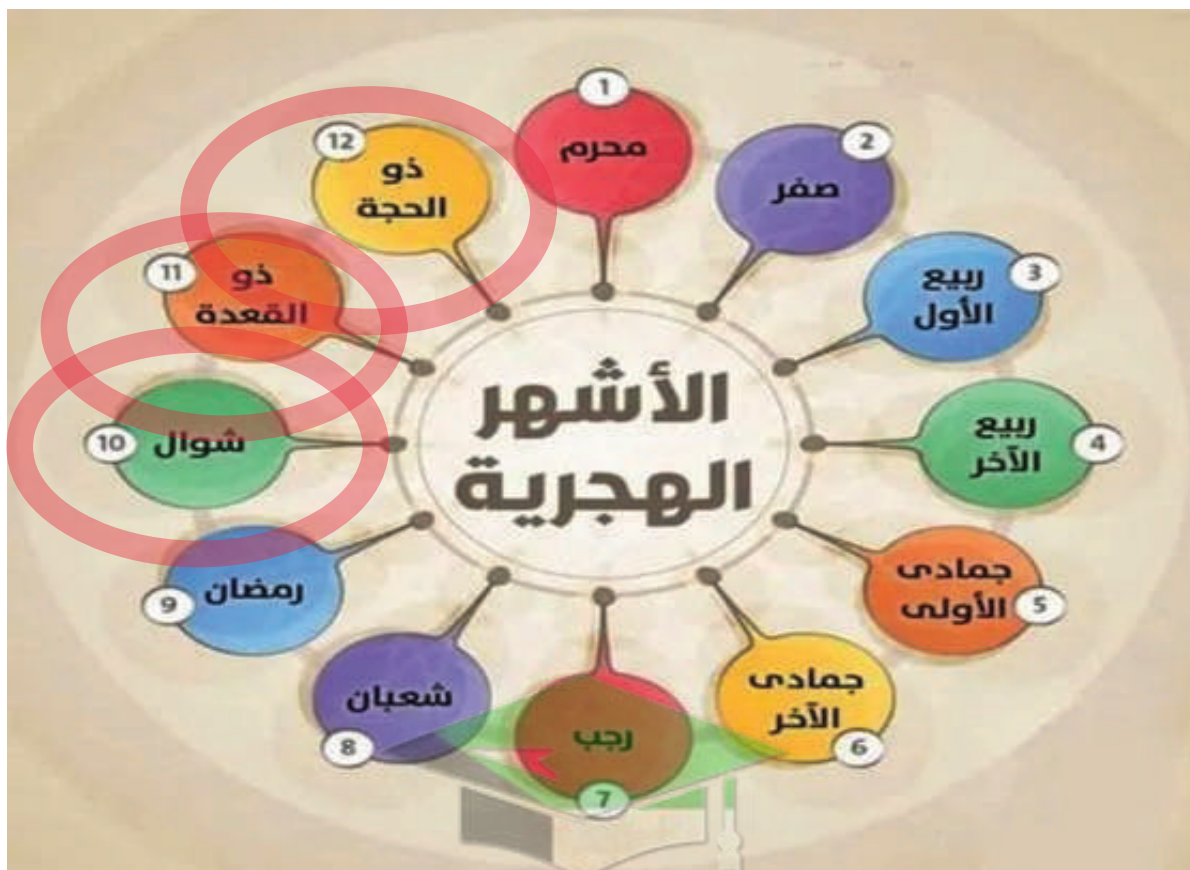 الأشهر
الهجرية
1
محرم
2
صفر
3
ربيع
الأول
4
ربيع
الآخر
5
جمادى
الأولى
6
جمادى
الآخر
7
رجب
8
شعبان
9
رمضان
10
شوال
11
ذو
القعدة
12
ذو
الحجة